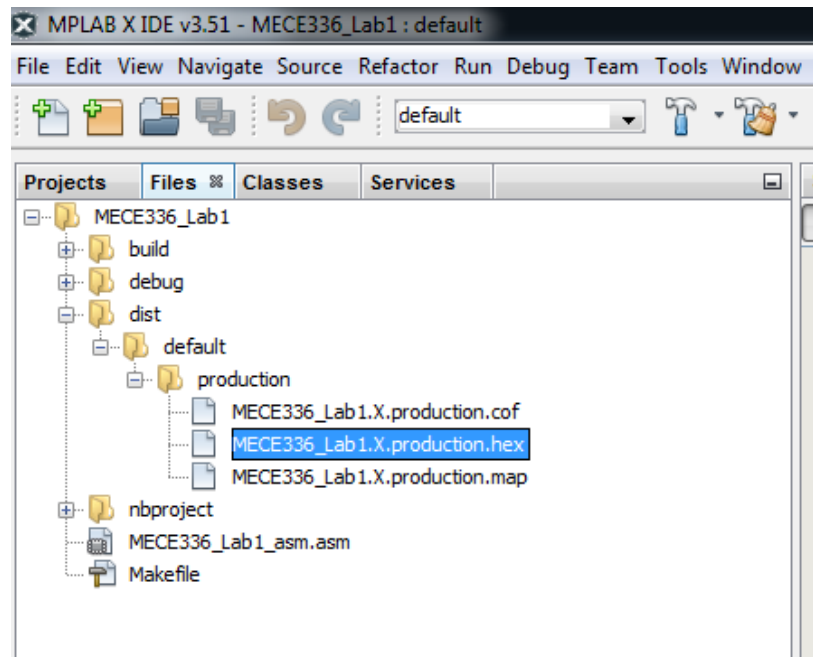 MPLAB X IDE v3.51 - MECE336_Lab1 : default
File Edit View Navigate Source Refactor Run Debug Team Tools Window
default
Projects Files Classes Services
MECE336_Lab1
build
debug
dist
default
production
MECE336_Lab1.X.production.cof
MECE336_Lab1.X.production.hex
MECE336_Lab1.X.production.map
nbproject
MECE336_Lab1_asm.asm
Makefile